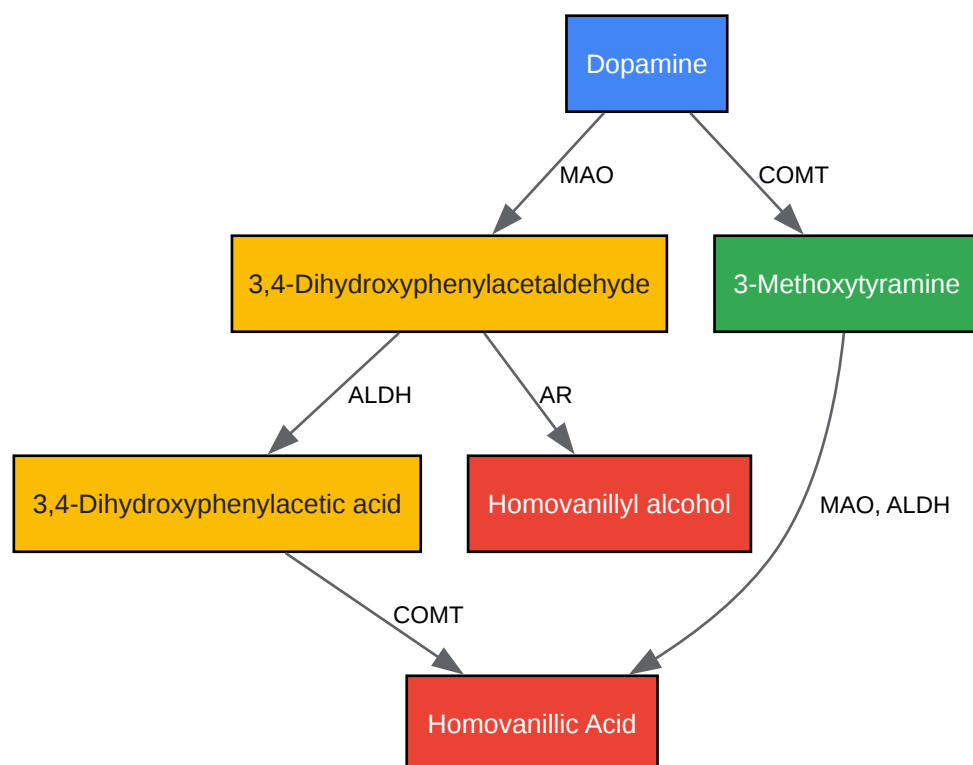 Dopamine
MAO
COMT
3,4-Dihydroxyphenylacetaldehyde
3-Methoxytyramine
ALDH
AR
3,4-Dihydroxyphenylacetic acid
Homovanillyl alcohol
MAO, ALDH
COMT
Homovanillic Acid